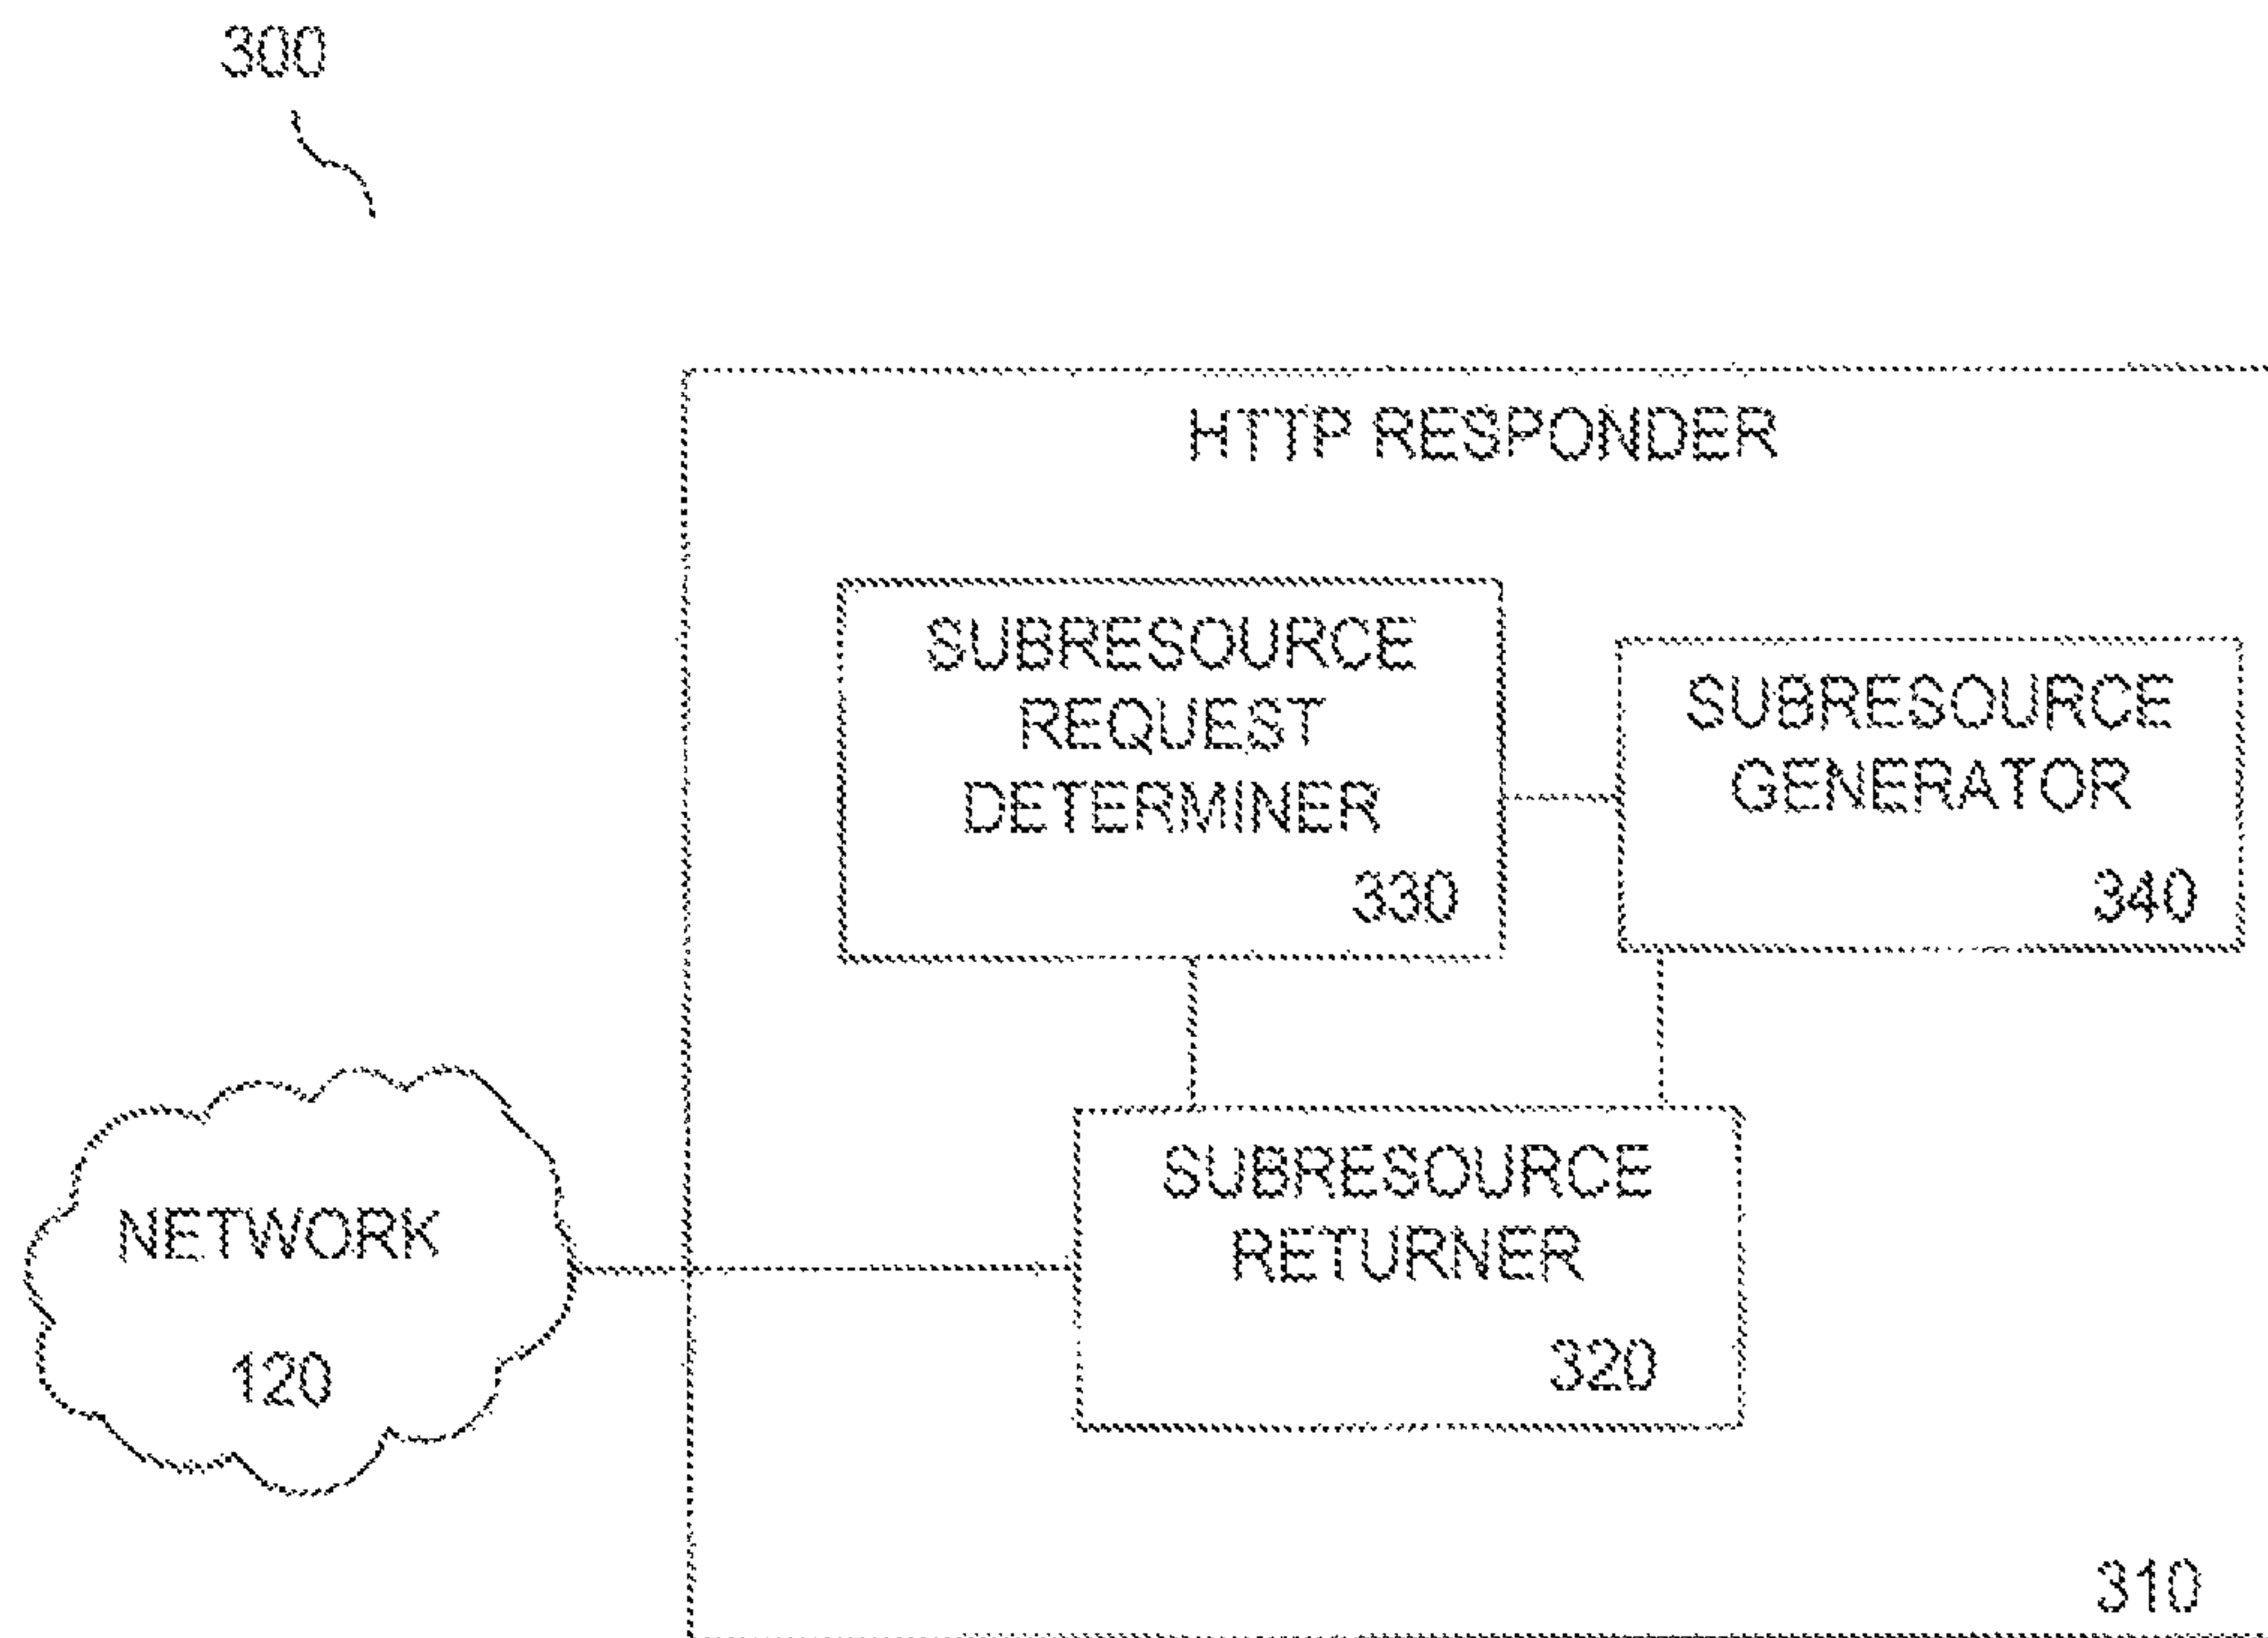 300
HTTP RESPONDER
SUBRESOURCE
REQUEST
DETERMINER
330
SUBRESOURCE
GENERATOR
340
NETWORK
120
SUBRESOURCE
RETURNER
320
310